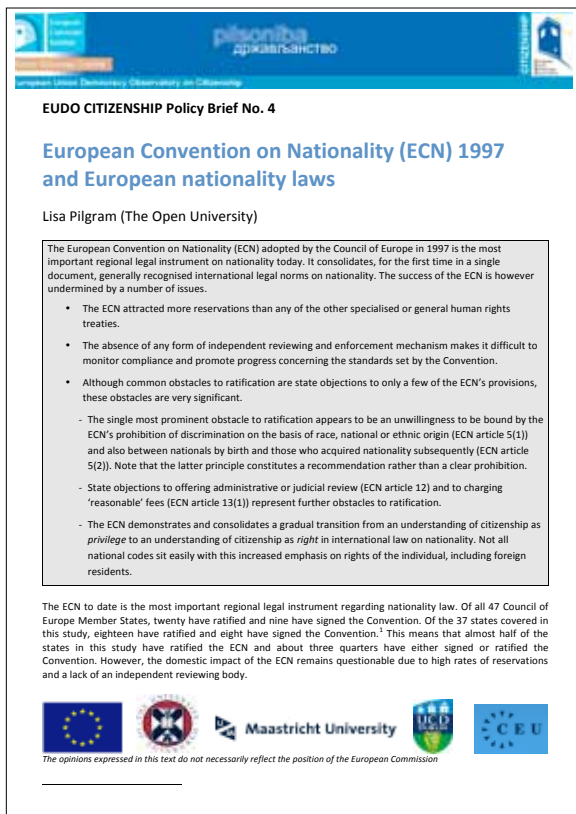 European
pilsonība
држављанство
CITIZENSHIP
European Union Democracy Observatory on Citizenship
EUDO CITIZENSHIP Policy Brief No. 4
European Convention on Nationality (ECN) 1997
and European nationality laws
Lisa Pilgram (The Open University)
The European Convention on Nationality (ECN) adopted by the Council of Europe in 1997 is the most
important regional legal instrument on nationality today. It consolidates, for the first time in a single
document, generally recognised international legal norms on nationality. The success of the ECN is however
undermined by a number of issues.
• The ECN attracted more reservations than any of the other specialised or general human rights
treaties.
• The absence of any form of independent reviewing and enforcement mechanism makes it difficult to
monitor compliance and promote progress concerning the standards set by the Convention.
• Although common obstacles to ratification are state objections to only a few of the ECN's provisions,
these obstacles are very significant.
- The single most prominent obstacle to ratification appears to be an unwillingness to be bound by the
ECN's prohibition of discrimination on the basis of race, national or ethnic origin (ECN article 5(1))
and also between nationals by birth and those who acquired nationality subsequently (ECN article
5(2)). Note that the latter principle constitutes a recommendation rather than a clear prohibition.
- State objections to offering administrative or judicial review (ECN article 12) and to charging
'reasonable' fees (ECN article 13(1)) represent further obstacles to ratification.
- The ECN demonstrates and consolidates a gradual transition from an understanding of citizenship as
privilege to an understanding of citizenship as right in international law on nationality. Not all
national codes sit easily with this increased emphasis on rights of the individual, including foreign
residents.
The ECN to date is the most important regional legal instrument regarding nationality law. Of all 47 Council of
Europe Member States, twenty have ratified and nine have signed the Convention. Of the 37 states covered in
this study, eighteen have ratified and eight have signed the Convention.1 This means that almost half of the
states in this study have ratified the ECN and about three quarters have either signed or ratified the
Convention. However, the domestic impact of the ECN remains questionable due to high rates of reservations
and a lack of an independent reviewing body.
Maastricht University
UCD
DUBLIN
CEU
The opinions expressed in this text do not necessarily reflect the position of the European Commission